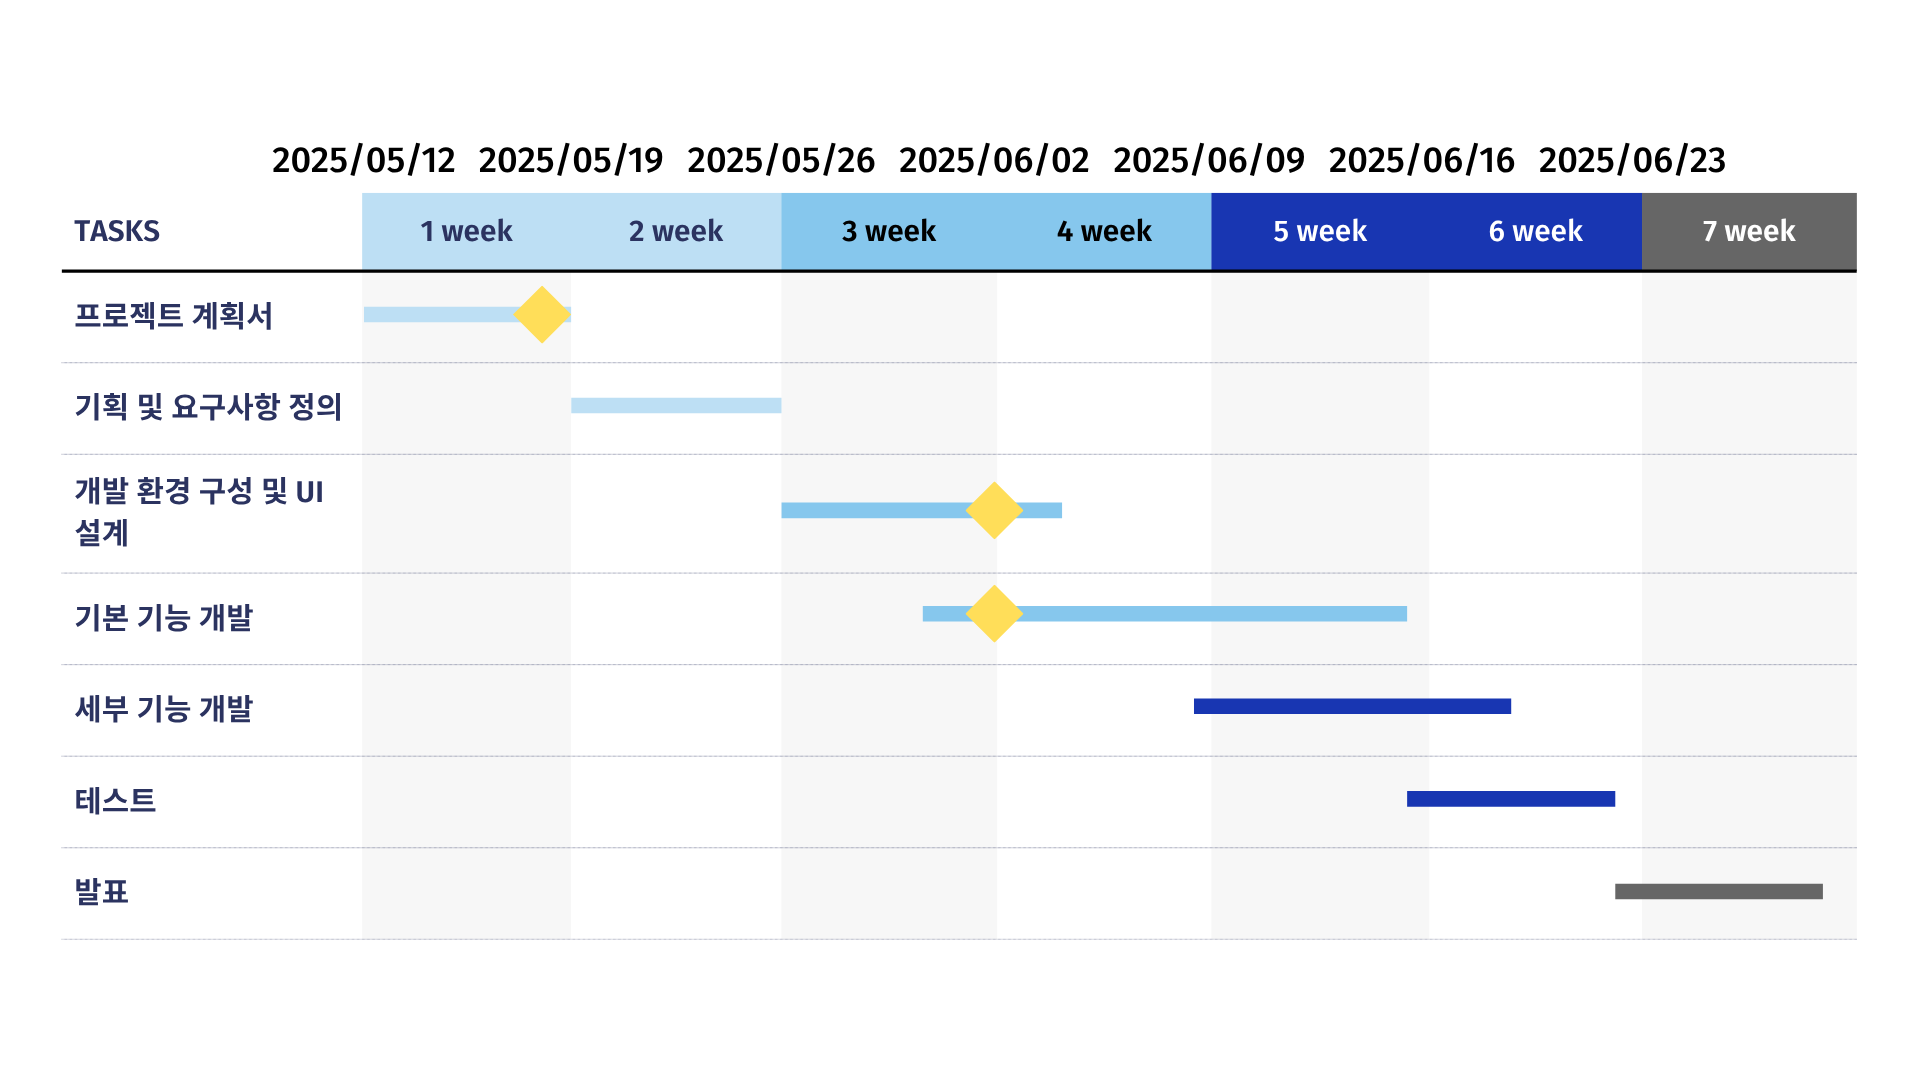 2025/05/12 2025/05/19 2025/05/26 2025/06/02 2025/06/09 2025/06/16 2025/06/23
TASKS 1 week 2 week 3 week 4 week 5 week 6 week 7 week
프로젝트 계획서
기획 및 요구사항 정의
개발 환경 구성 및 UI
설계
기본 기능 개발
세부 기능 개발
테스트
발표